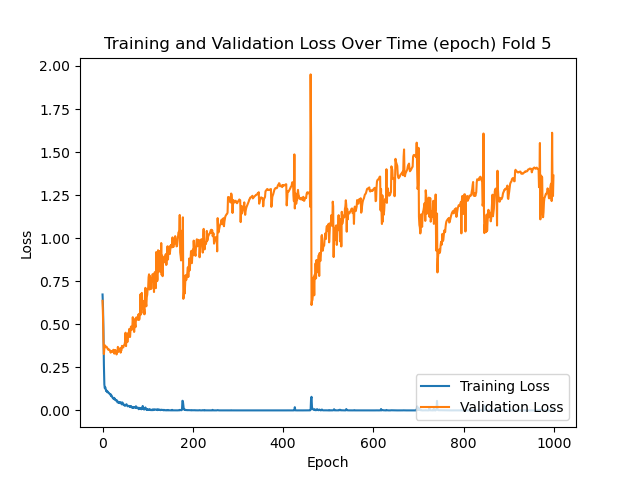 Training and Validation Loss Over Time (epoch) Fold 5
2.00
1.75
1.50
1.25
1.00
0.75
0.50
0.25
0.00
Loss
0 200 400 600 800 1000
Epoch
Training Loss
Validation Loss